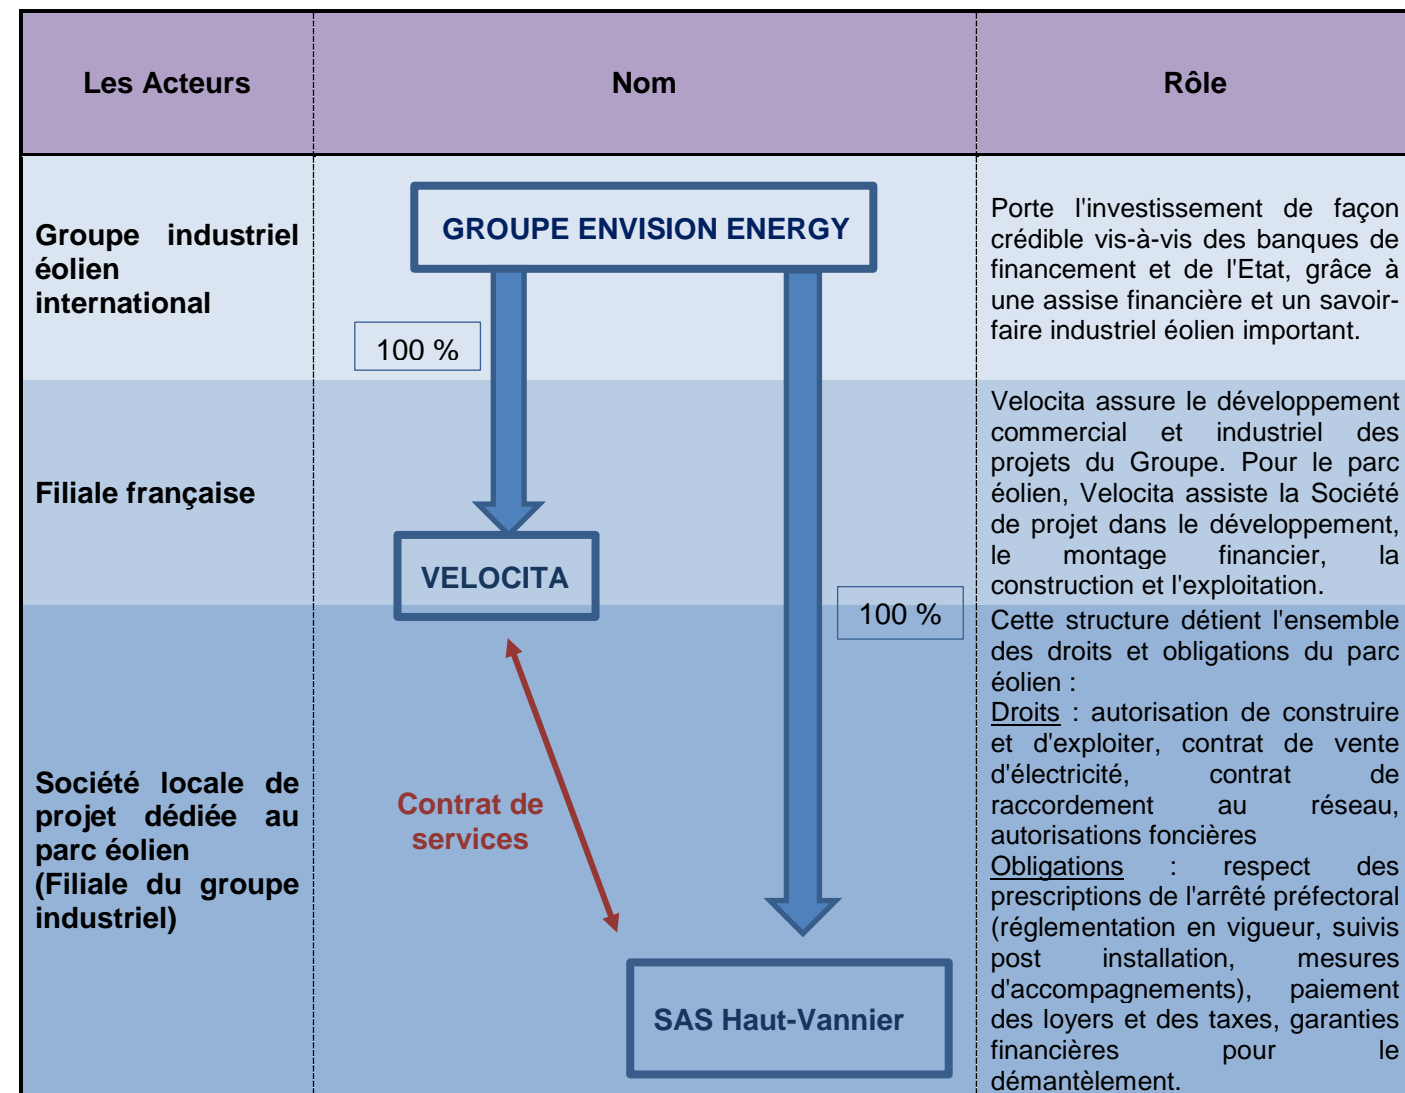 Les Acteurs
Nom
Rôle
Groupe industriel
éolien
international
GROUPE ENVISION ENERGY
100 %
Porte l'investissement de façon
crédible vis-à-vis des banques de
financement et de l'Etat, grâce à
une assise financière et un savoir-
faire industriel éolien important.
Filiale française
VELOCITA
Velocita assure le développement
commercial et industriel des
projets du Groupe. Pour le parc
éolien, Velocita assiste la Société
de projet dans le développement,
le montage financier, la
construction et l'exploitation.
100 %
Société locale de
projet dédiée au
parc éolien
(Filiale du groupe
industriel)
Contrat de
services
SAS Haut-Vannier
Cette structure détient l'ensemble
des droits et obligations du parc
éolien :
Droits : autorisation de construire
et d'exploiter, contrat de vente
d'électricité, contrat de
raccordement au réseau,
autorisations foncières
Obligations : respect des
prescriptions de l'arrêté préfectoral
(réglementation en vigueur, suivis
post installation, mesures
d'accompagnements), paiement
des loyers et des taxes, garanties
financières pour le
démantèlement.